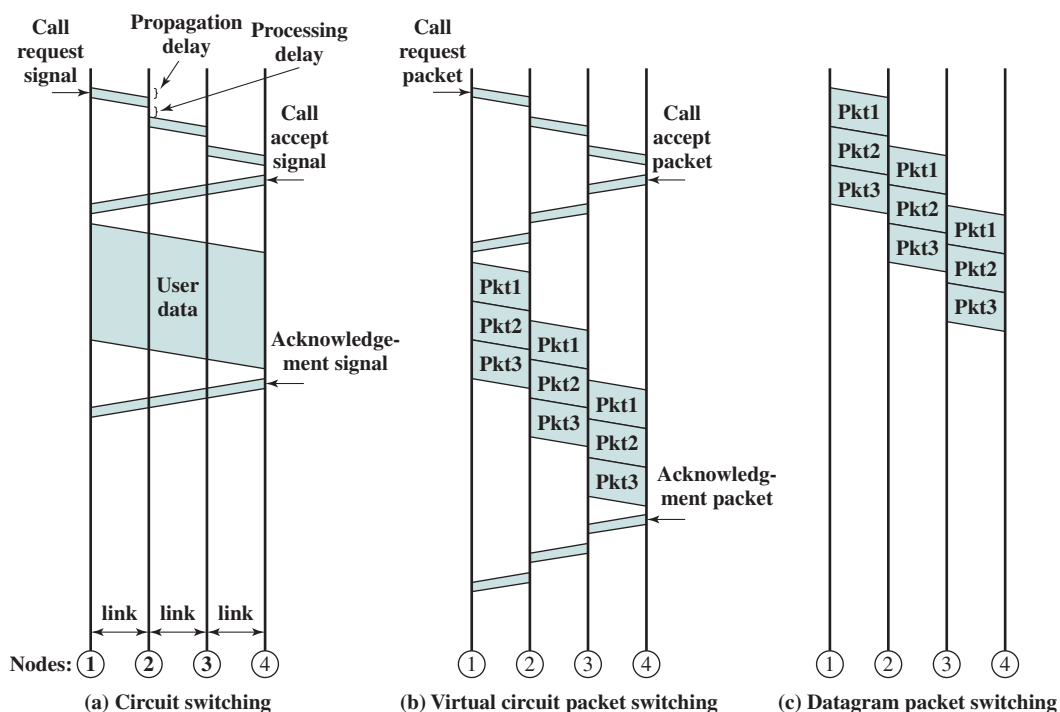 Call
request
signal
Propagation
delay
Processing
delay
Call
accept
signal
User
data
Acknowledge-
ment signal
link
link
link
Nodes:
1
2
3
4
(a) Circuit switching
Call
request
packet
Call
accept
packet
Pkt1
Pkt2
Pkt3
Pkt1
Pkt2
Pkt3
Pkt1
Pkt2
Pkt3
Acknowledg-
ment packet
1
2
3
4
(b) Virtual circuit packet switching
Pkt1
Pkt2
Pkt3
Pkt1
Pkt2
Pkt3
Pkt1
Pkt2
Pkt3
1
2
3
4
(c) Datagram packet switching